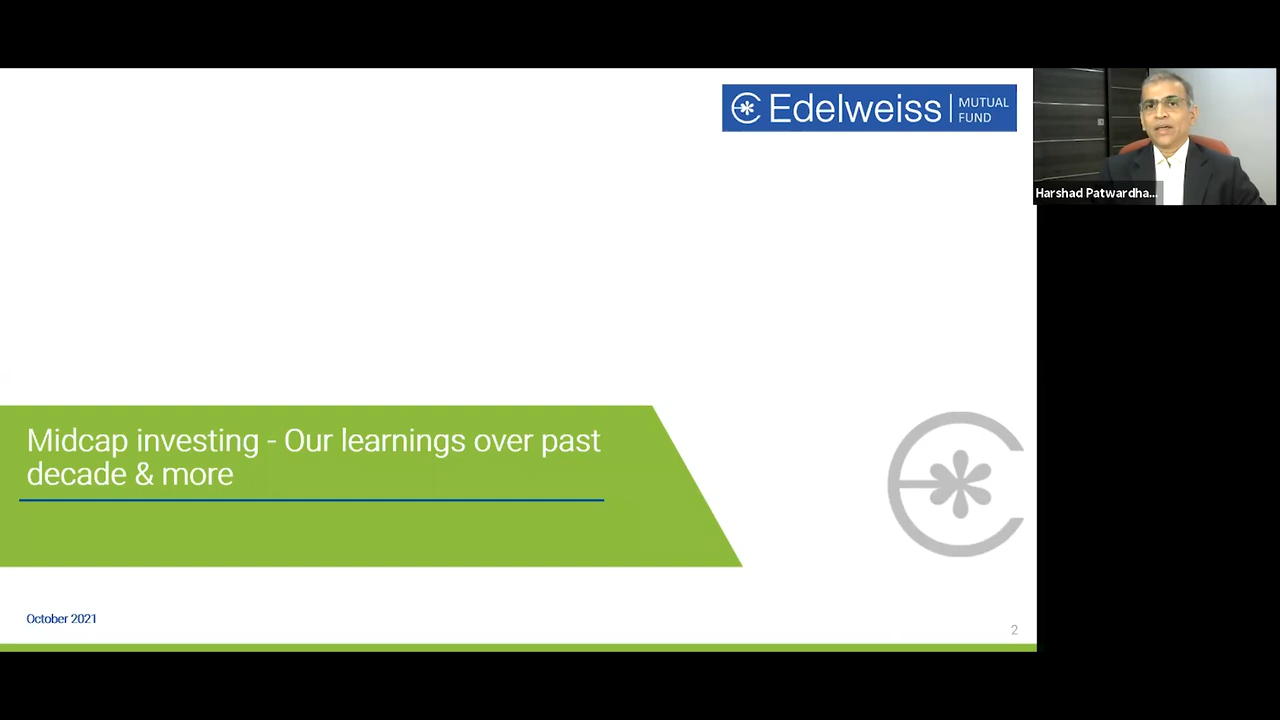 Edelweiss
MUTUAL
FUND
Harshad Patwardha...
Midcap investing - Our learnings over past
decade & more
October 2021
2